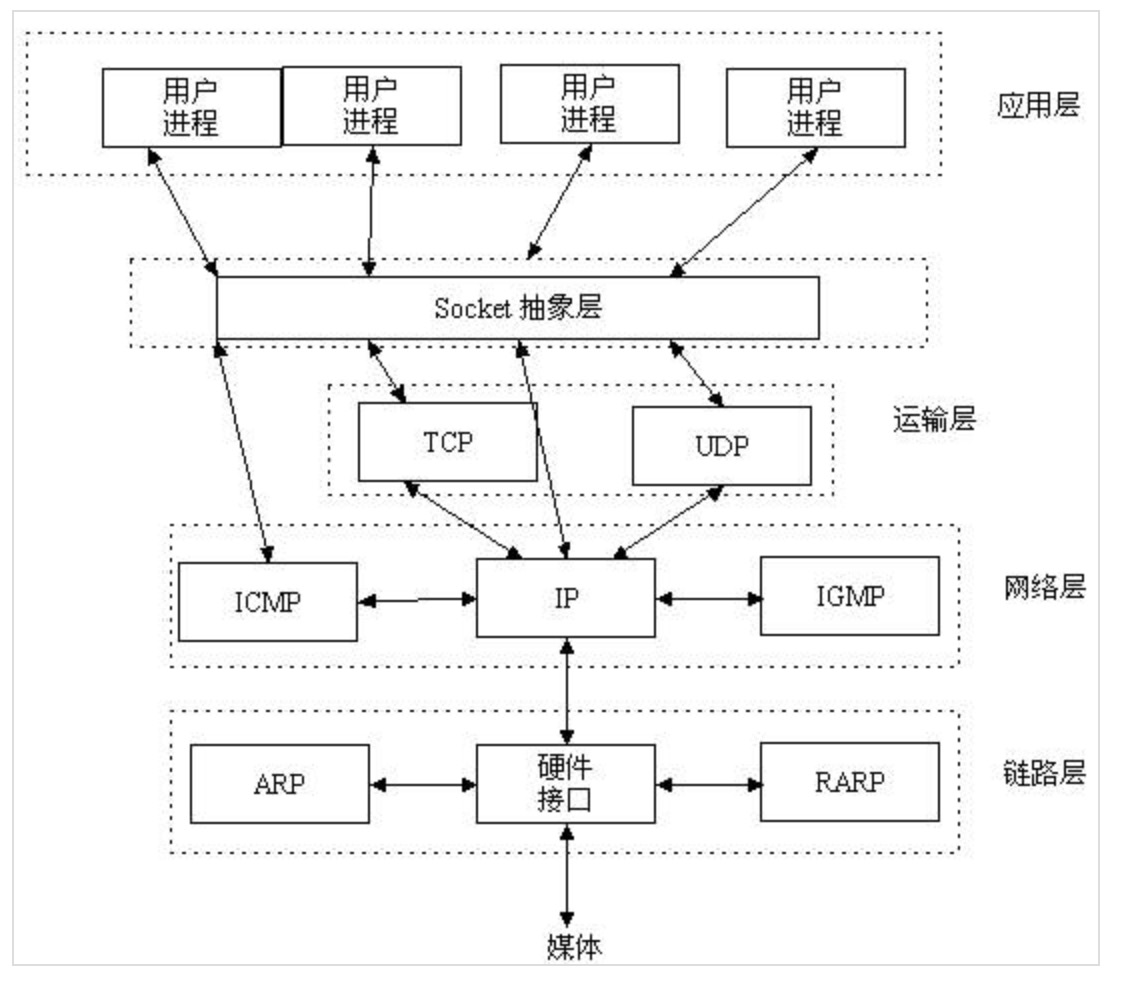 用户
进程
用户
进程
用户
进程
用户
进程
应用层
Socket 抽象层
TCP
UDP
运输层
ICMP
IP
IGMP
网络层
ARP
硬件
接口
RARP
链路层
媒体